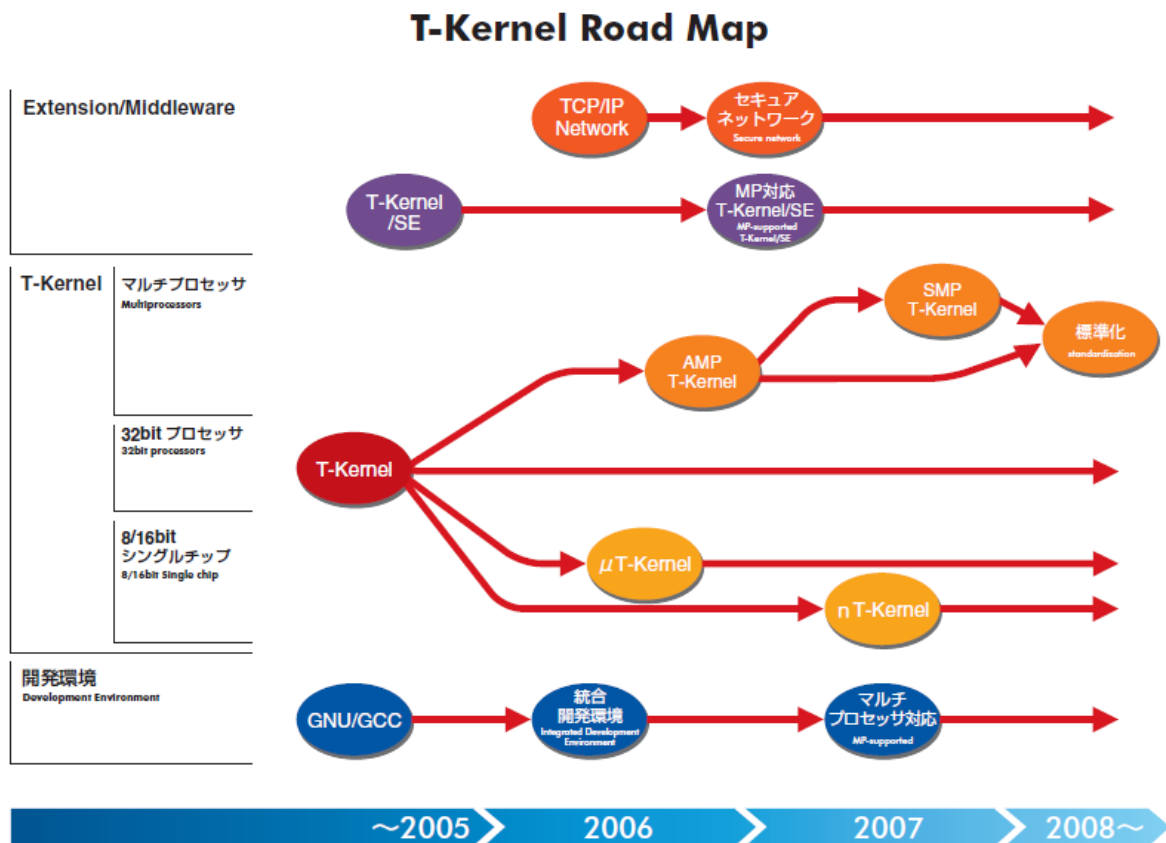 T-Kernel Road Map
Extension/Middleware
TCP/IP
Network
セキュア
ネットワーク
Secure network
T-Kernel
/SE
MP対応
T-Kernel/SE
MP-supported
T-Kernel/SE
T-Kernel
マルチプロセッサ
Multiprocessors
SMP
T-Kernel
標準化
standardisation
AMP
T-Kernel
32bit プロセッサ
32bit processors
T-Kernel
8/16bit
シングルチップ
8/16bit Single chip
μT-Kernel
nT-Kernel
開発環境
Development Environment
GNU/GCC
統合
開発環境
Integrated Development
Environment
マルチ
プロセッサ対応
MP-supported
～2005
2006
2007
2008～